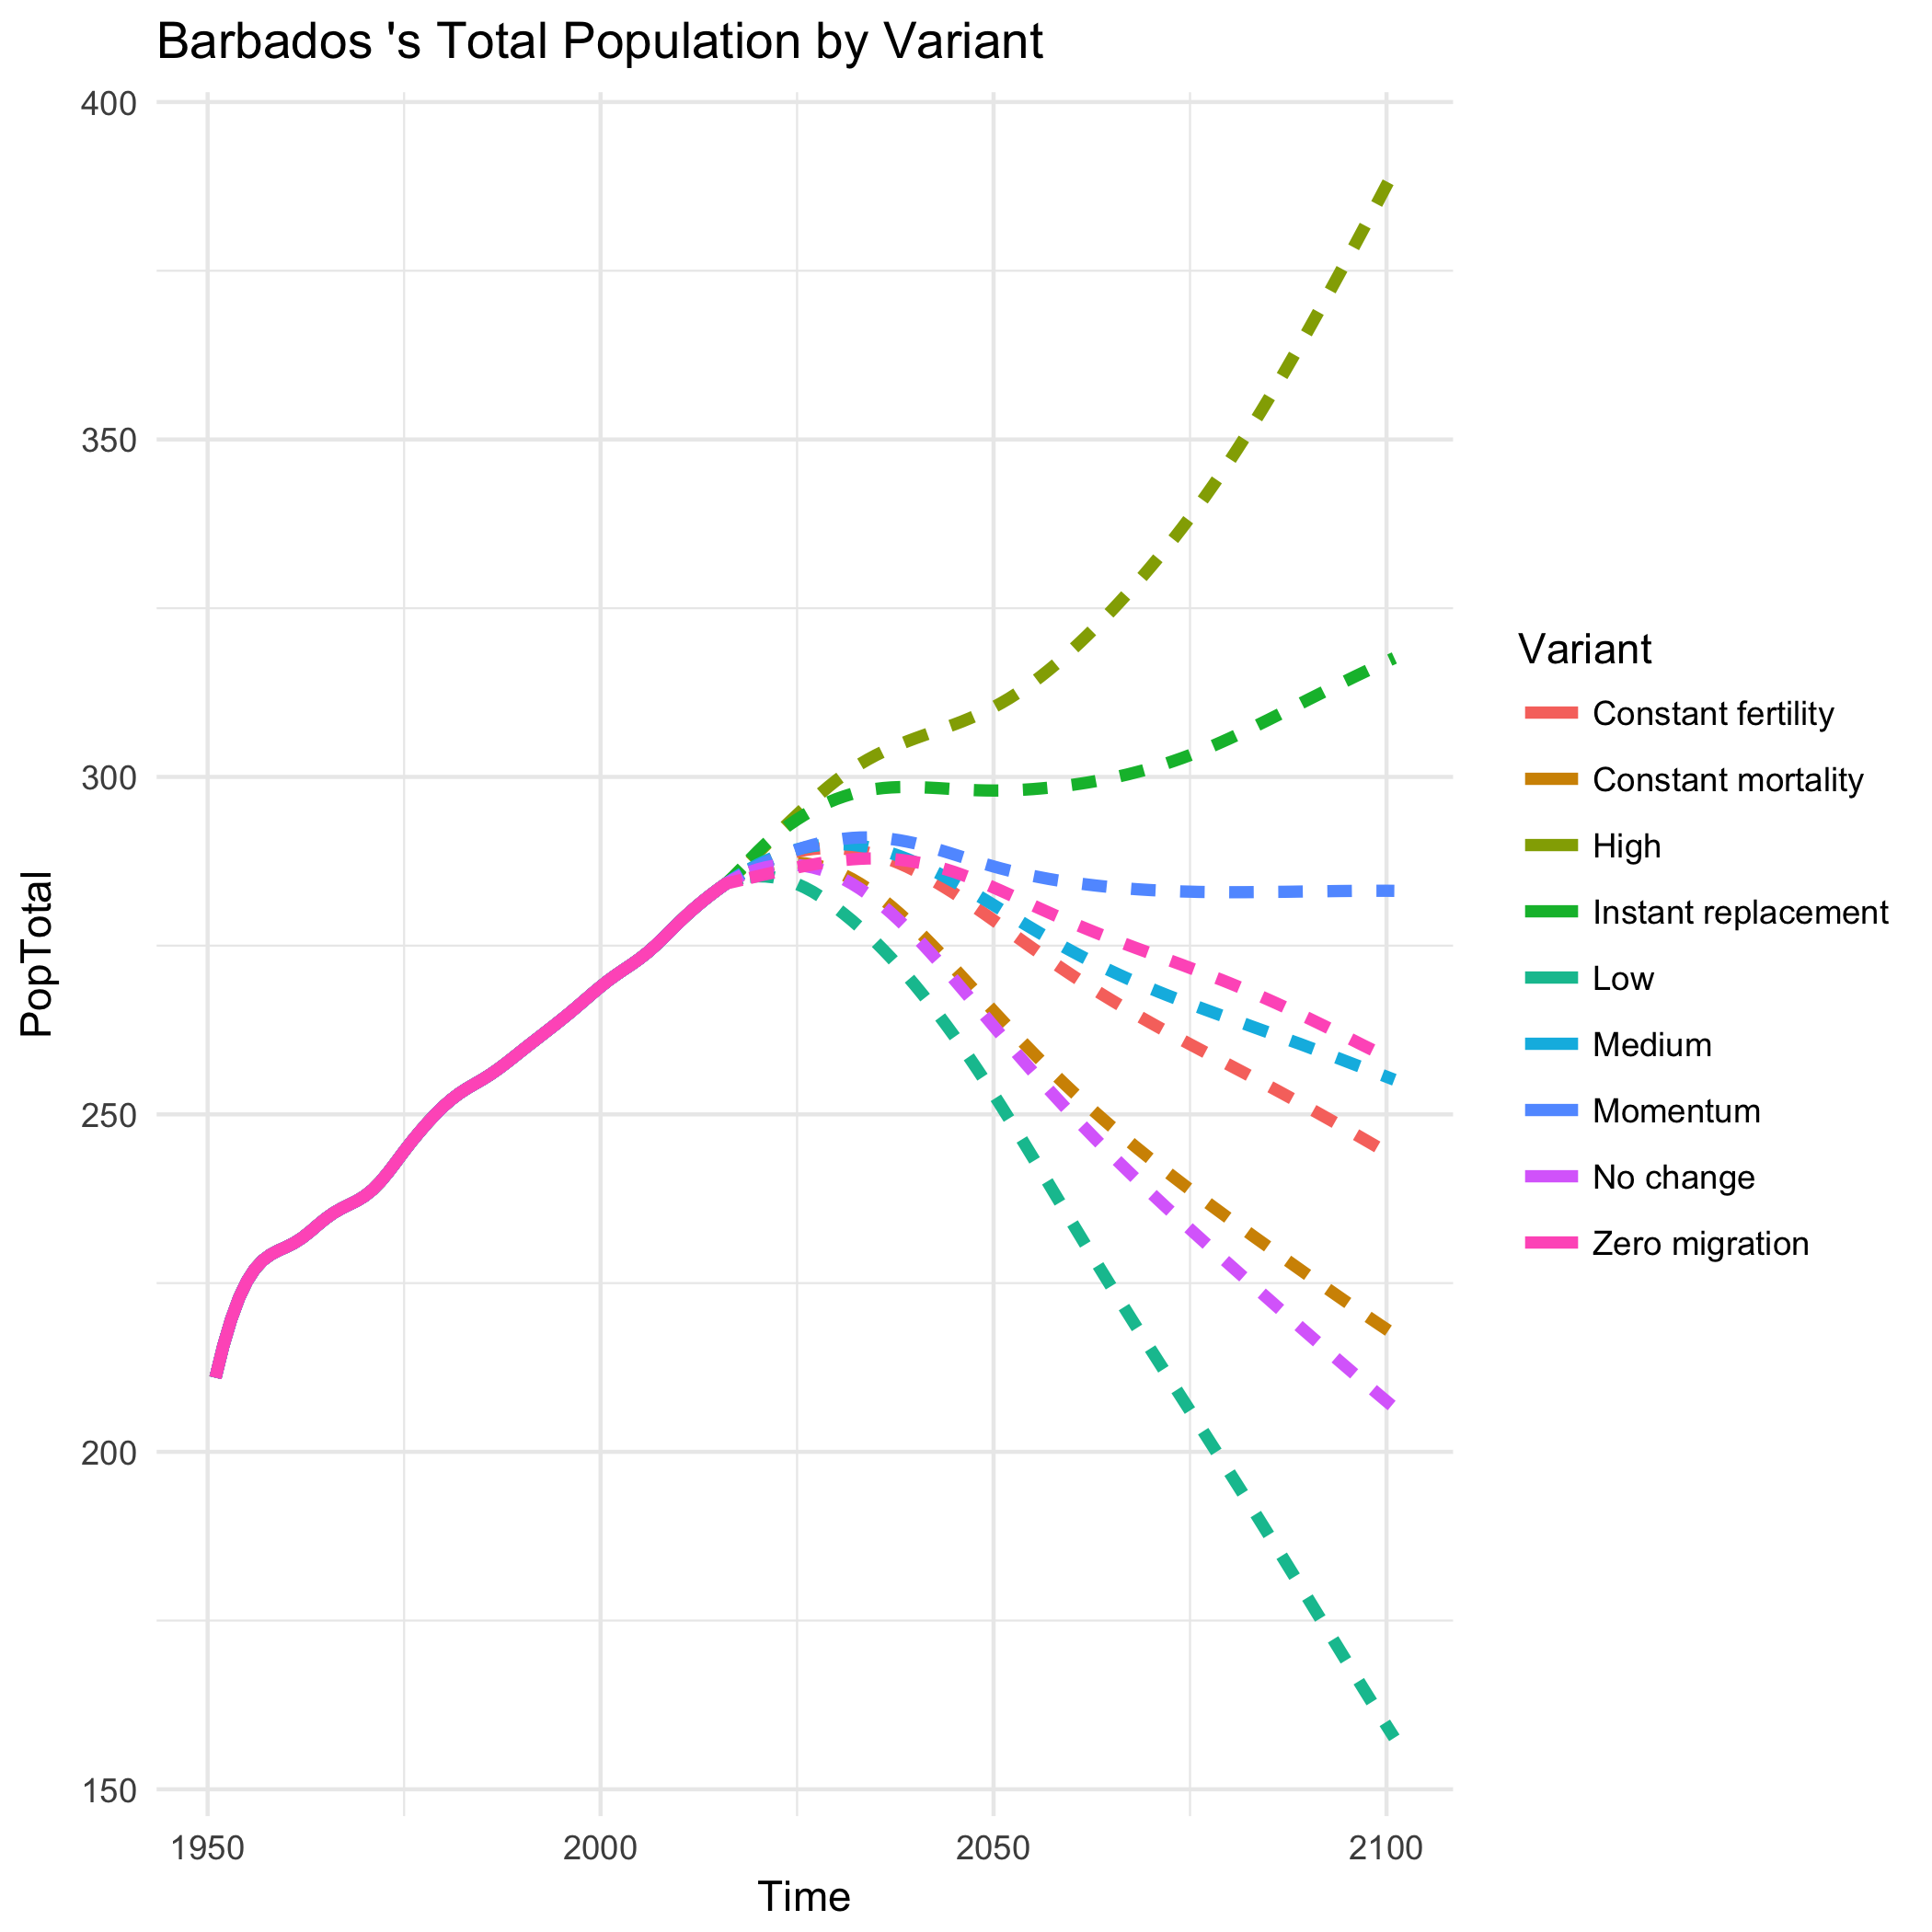 Barbados 's Total Population by Variant
400
350
300
250
200
150
PopTotal
1950
2000
2050
2100
Time
Variant
Constant fertility
Constant mortality
High
Instant replacement
Low
Medium
Momentum
No change
Zero migration